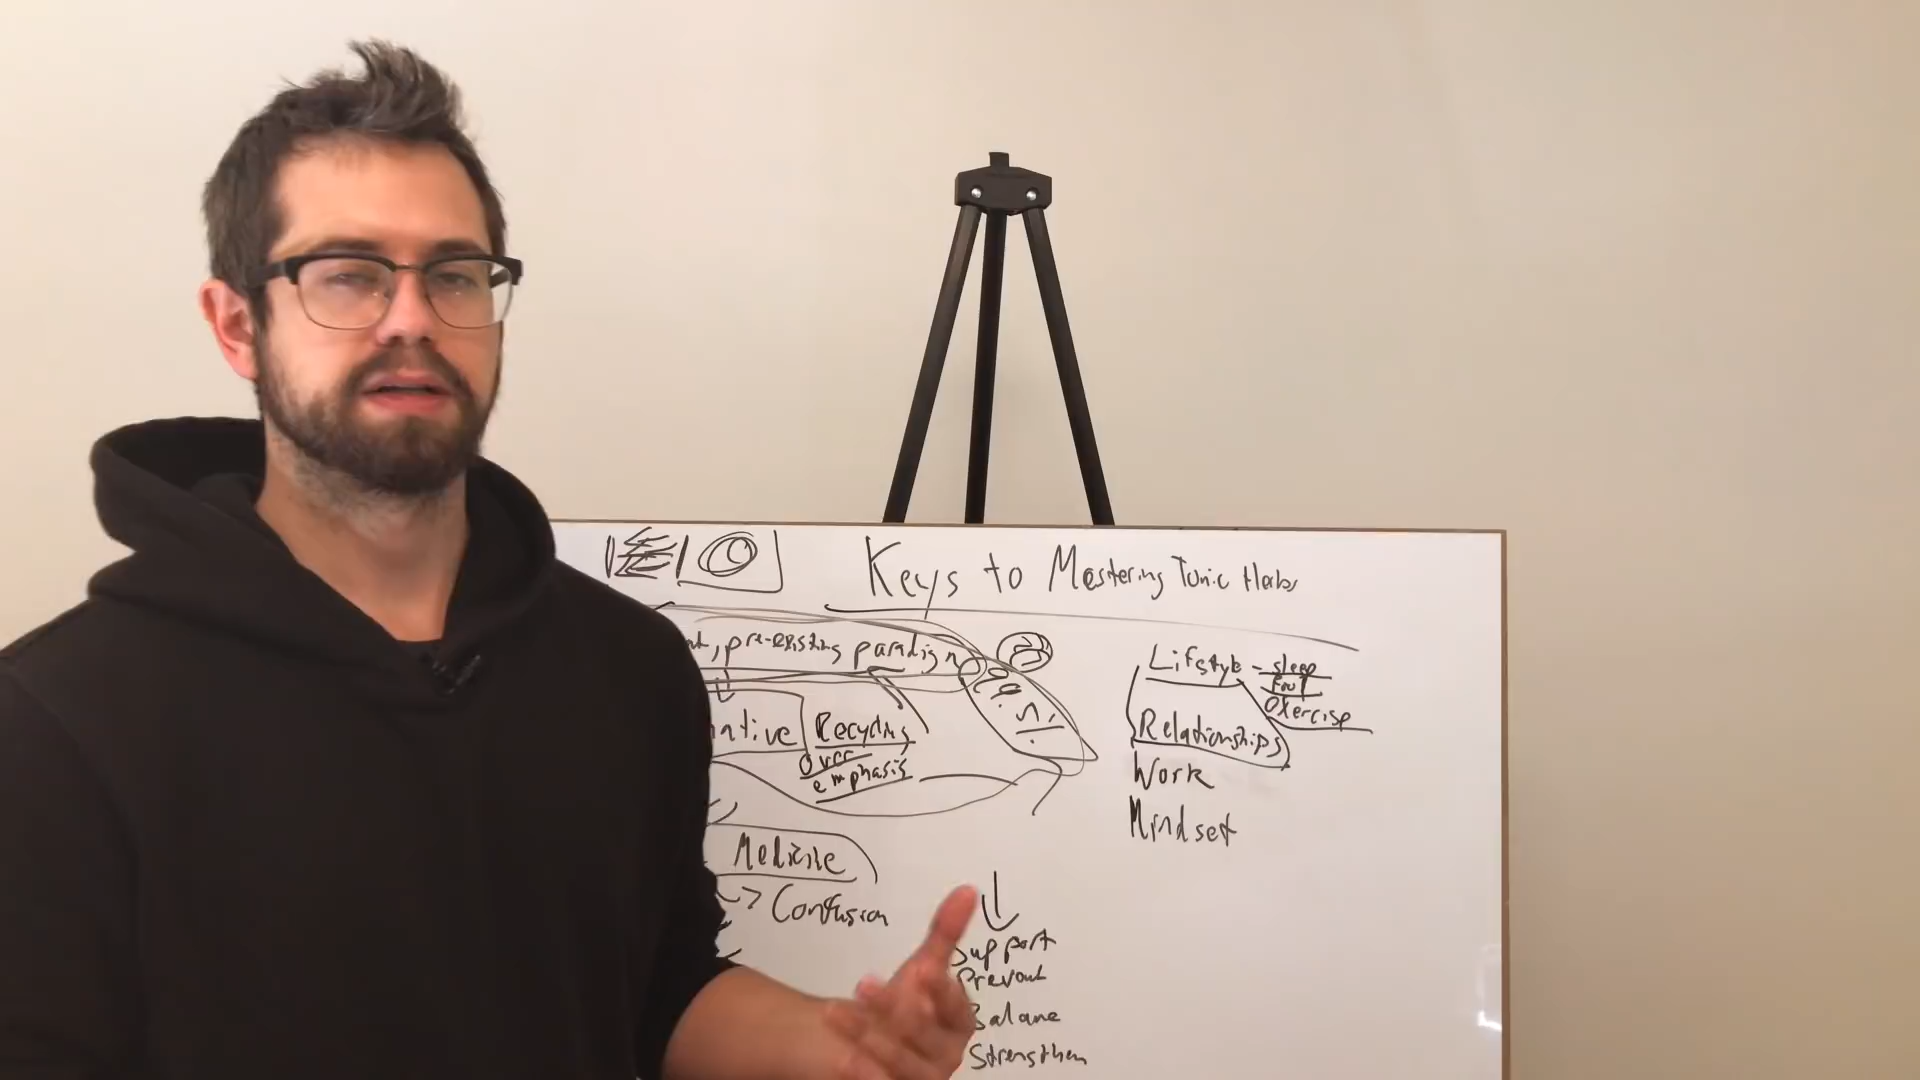 Keys to Mastering Tonic Herbs
pre-existing paradigm
Recycling
over
emphasis
Medicine
-> Confusion
Support
Prevent
Balance
Strengthen
Lifestyle - sleep
Food
exercise
Relationships
Work
Mindset